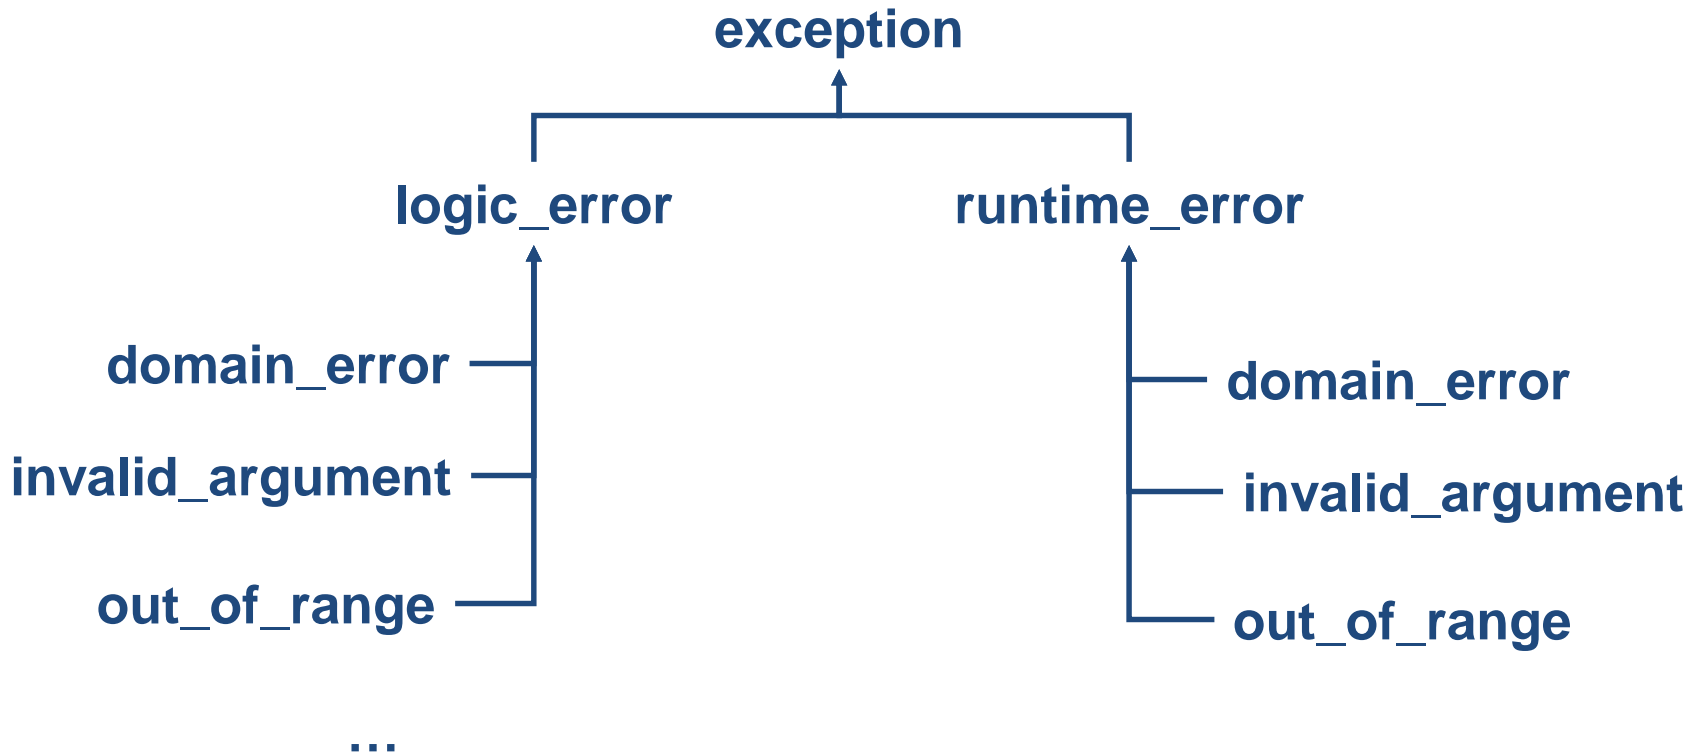 exception
logic_error
runtime_error
domain_error
domain_error
invalid_argument
invalid_argument
out_of_range
out_of_range
...